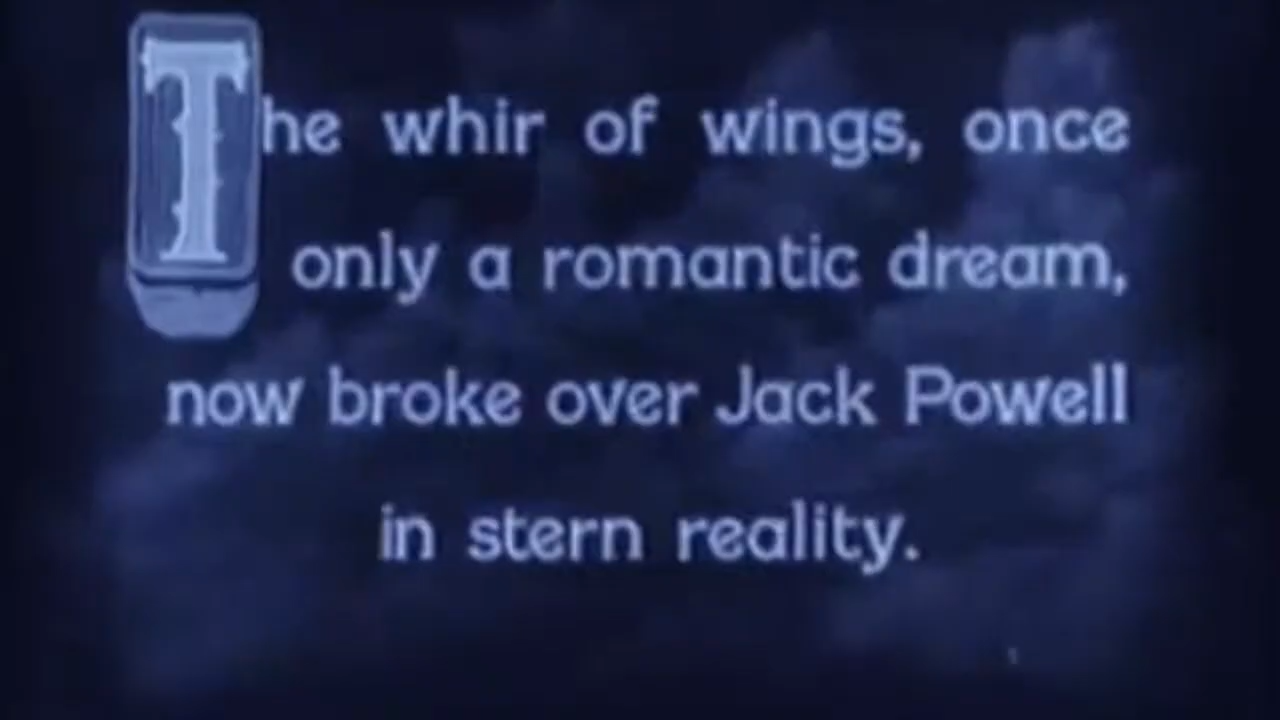 The whir of wings, once
only a romantic dream,
now broke over Jack Powell
in stern reality.